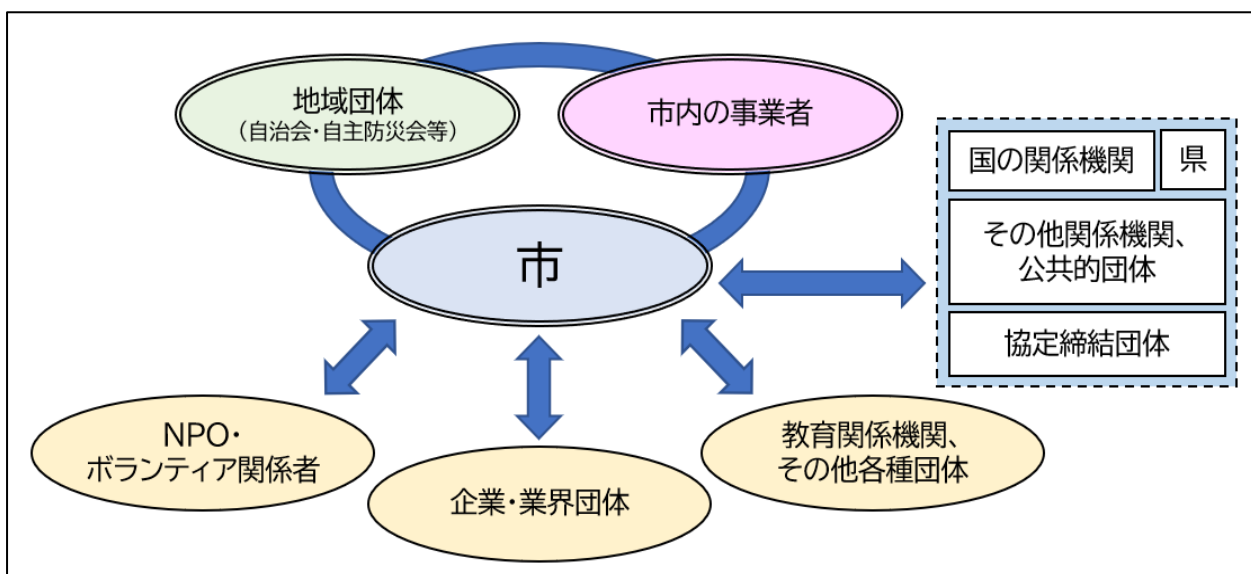 地域団体
（自治会・自主防災会等）
市内の事業者
国の関係機関
県
その他関係機関、
公共的団体
協定締結団体
市
NPO・
ボランティア関係者
企業・業界団体
教育関係機関、
その他各種団体